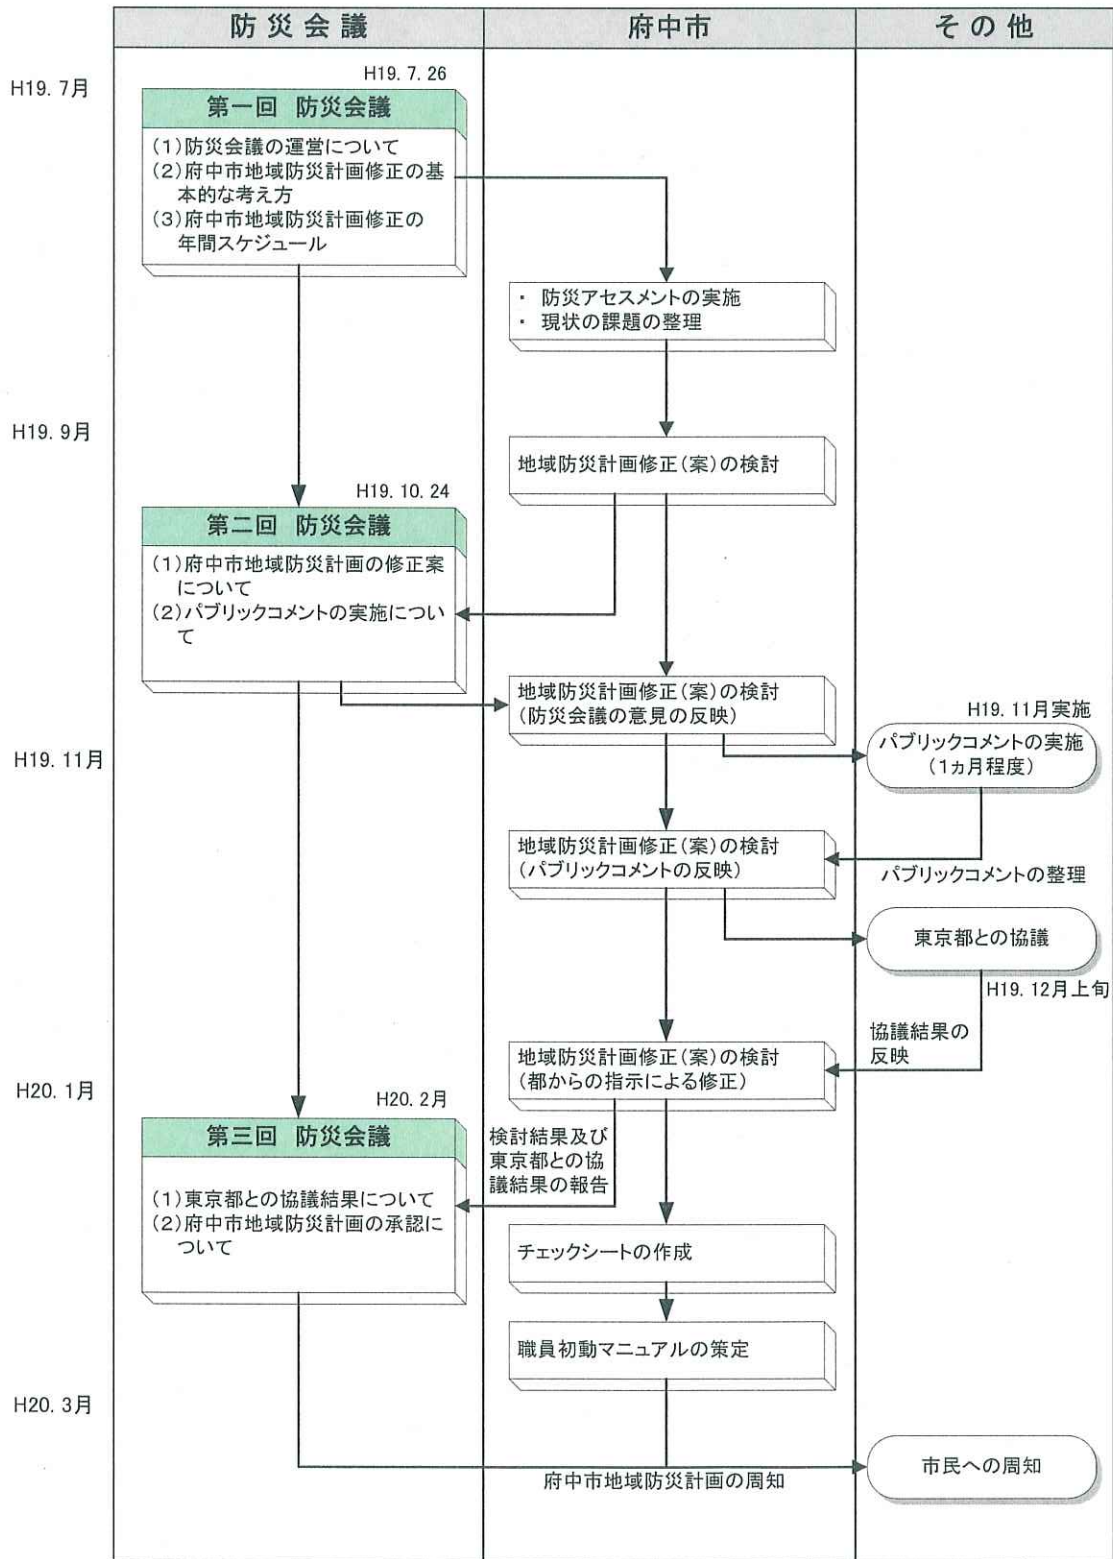 防災会議
府中市
その他
H19. 7月
H19. 7. 26
第一回 防災会議
(1)防災会議の運営について
(2)府中市地域防災計画修正の基
本的な考え方
(3)府中市地域防災計画修正の
年間スケジュール
・ 防災アセスメントの実施
・ 現状の課題の整理
H19. 9月
地域防災計画修正(案)の検討
H19. 10. 24
第二回 防災会議
(1)府中市地域防災計画の修正案
について
(2)パブリックコメントの実施につい
て
地域防災計画修正(案)の検討
(防災会議の意見の反映)
H19. 11月実施
パブリックコメントの実施
(1ヵ月程度)
H19. 11月
地域防災計画修正(案)の検討
(パブリックコメントの反映)
パブリックコメントの整理
東京都との協議
H19. 12月上旬
協議結果の
反映
地域防災計画修正(案)の検討
(都からの指示による修正)
H20. 1月
H20. 2月
第三回 防災会議
(1)東京都との協議結果について
(2)府中市地域防災計画の承認に
ついて
検討結果及び
東京都との協
議結果の報告
チェックシートの作成
職員初動マニュアルの策定
H20. 3月
府中市地域防災計画の周知
市民への周知